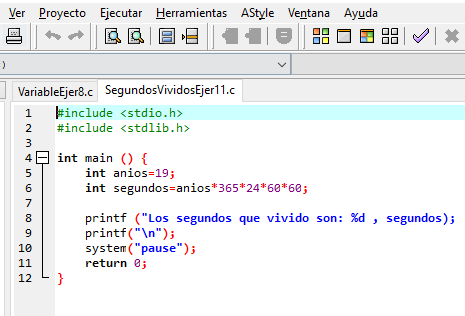 Ver Proyecto Ejecutar Herramientas AStyle Ventana Ayuda
)
VariableEjer8.c SegundosVividosEjer11.c
1 #include <stdio.h>
2 #include <stdlib.h>
3
4 int main () {
5 int anios=19;
6 int segundos=anios*365*24*60*60;
7
8 printf ("Los segundos que vivido son: %d , segundos);
9 printf("\n");
10 system("pause");
11 return 0;
12 }